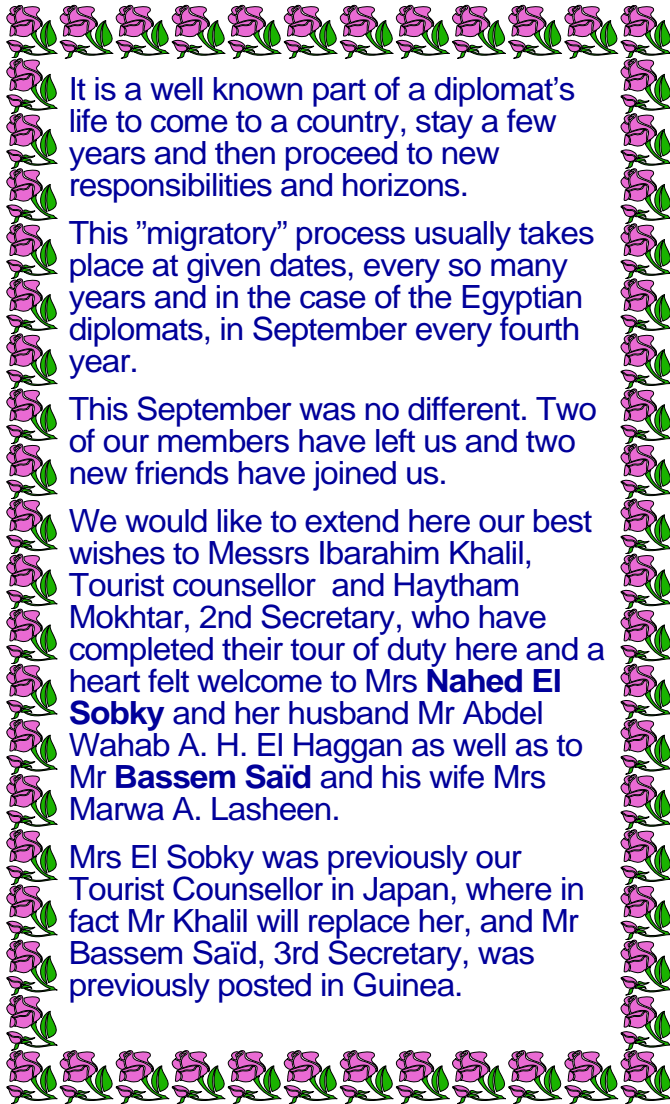 It is a well known part of a diplomat's
life to come to a country, stay a few
years and then proceed to new
responsibilities and horizons.
This ”migratory” process usually takes
place at given dates, every so many
years and in the case of the Egyptian
diplomats, in September every fourth
year.
This September was no different. Two
of our members have left us and two
new friends have joined us.
We would like to extend here our best
wishes to Messrs Ibarahim Khalil,
Tourist counsellor and Haytham
Mokhtar, 2nd Secretary, who have
completed their tour of duty here and a
heart felt welcome to Mrs Nahed El
Sobky and her husband Mr Abdel
Wahab A. H. El Haggan as well as to
Mr Bassem Saïd and his wife Mrs
Marwa A. Lasheen.
Mrs El Sobky was previously our
Tourist Counsellor in Japan, where in
fact Mr Khalil will replace her, and Mr
Bassem Saïd, 3rd Secretary, was
previously posted in Guinea.